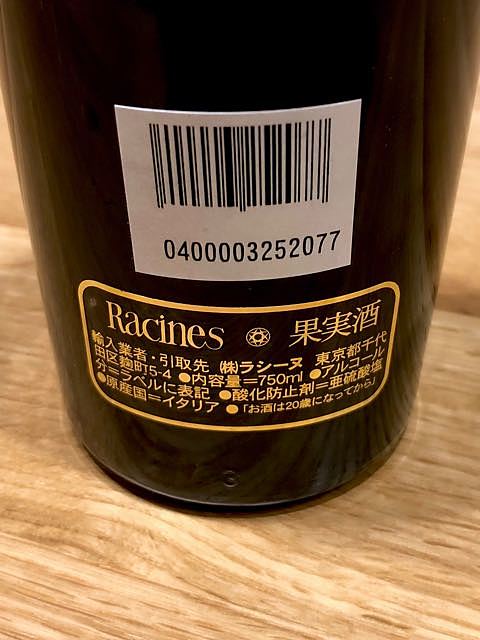 0400003252077
Racines 果実酒
輸入業者・引取先 ㈱ラシーヌ 東京都千代
田区麹町5-4 ●内容量=750ml ●アルコール
分=ラベルに表記 ●酸化防止剤=亜硫酸塩
●原産国=イタリア ●「お酒は20歳になってから」
3